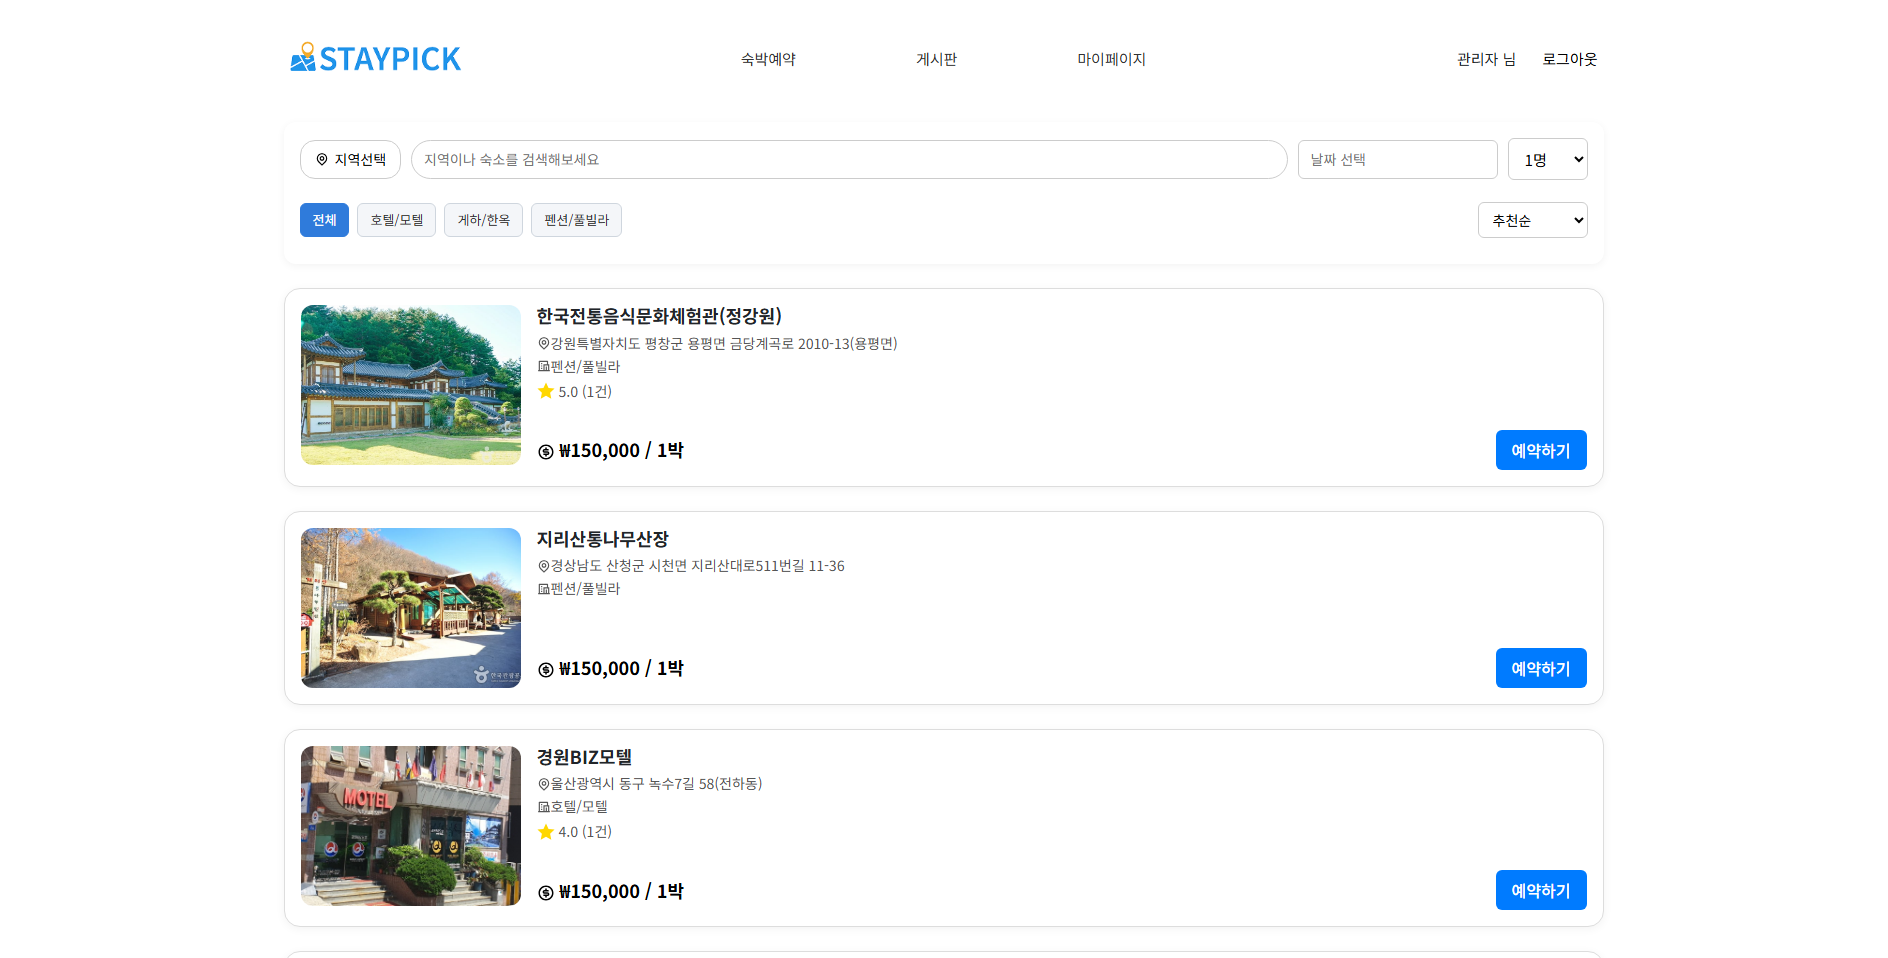 STAYPICK
숙박예약 게시판 마이페이지
관리자 님 로그아웃
지역선택 지역이나 숙소를 검색해보세요 날짜 선택 1명
전체 호텔/모텔 게하/한옥 펜션/풀빌라 추천순
한국전통음식문화체험관(정강원)
강원특별자치도 평창군 용평면 금당계곡로 2010-13(용평면)
펜션/풀빌라
5.0 (1건)
₩150,000 / 1박 예약하기
지리산통나무산장
경상남도 산청군 시천면 지리산대로511번길 11-36
펜션/풀빌라
₩150,000 / 1박 예약하기
경원BIZ모텔
울산광역시 동구 녹수7길 58(전하동)
호텔/모텔
4.0 (1건)
MOTEL
₩150,000 / 1박 예약하기